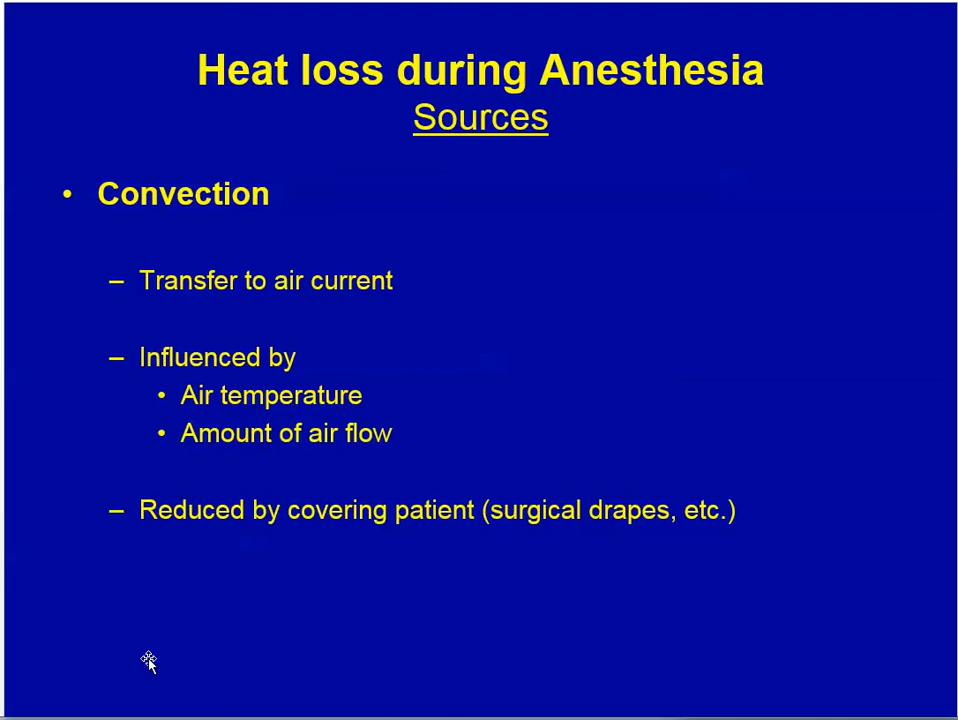 Heat loss during Anesthesia
Sources
• Convection
– Transfer to air current
– Influenced by
• Air temperature
• Amount of air flow
– Reduced by covering patient (surgical drapes, etc.)